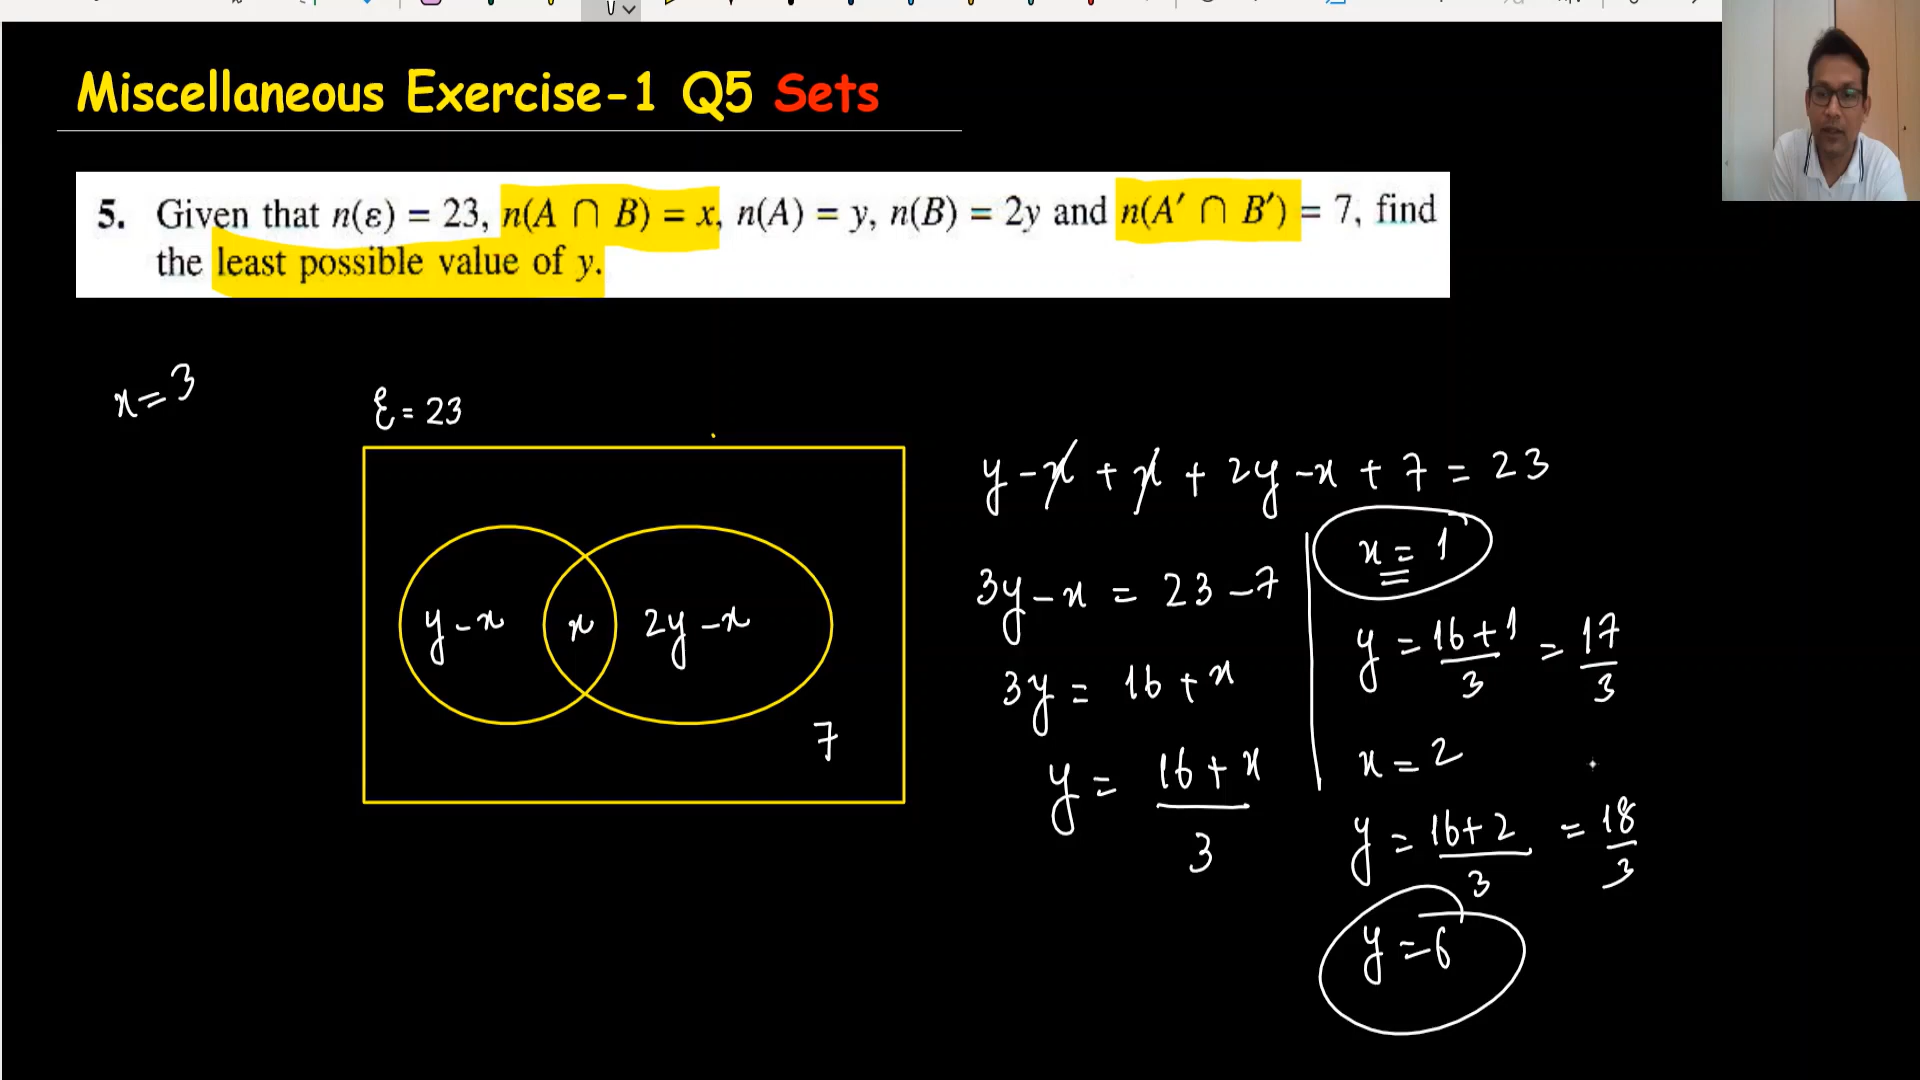 Miscellaneous Exercise-1 Q5 Sets
5. Given that n(ε) = 23, n(A ∩ B) = x, n(A) = y, n(B) = 2y and n(A′ ∩ B′) = 7, find
the least possible value of y.
x = 3
ξ = 23
y - x
x
2y - x
7
y - x + x + 2y - x + 7 = 23
3y - x = 23 - 7
3y = 16 + x
y = 16 + x
3
x = 1
y = 16 + 1 = 17
3 3
x = 2
y = 16 + 2 = 18
3 3
y = 6